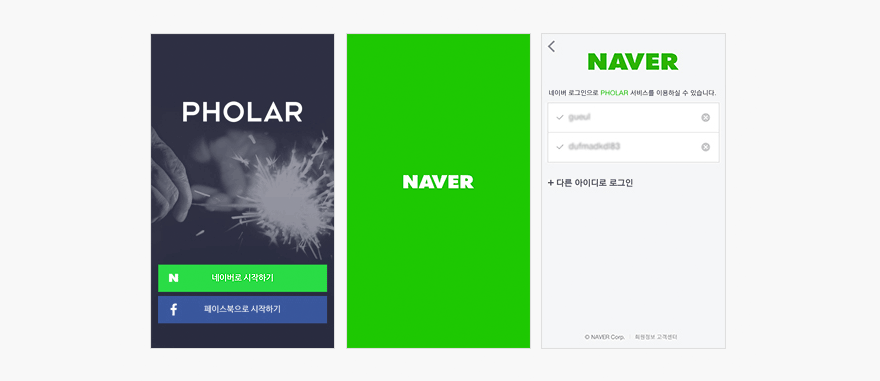 PHOLAR
N 네이버로 시작하기
f 페이스북으로 시작하기
NAVER
NAVER
네이버 로그인으로 PHOLAR 서비스를 이용하실 수 있습니다.
+ 다른 아이디로 로그인
© NAVER Corp. 회원정보 고객센터